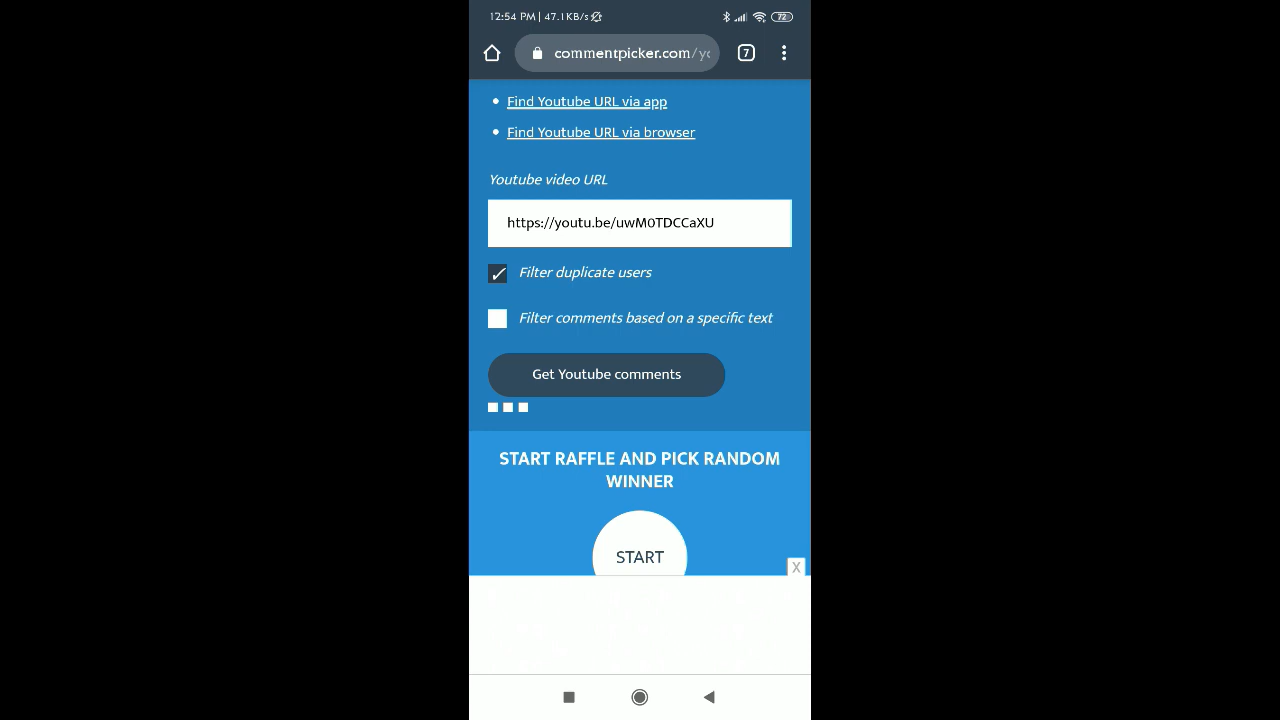 12:54 PM | 47.1KB/s
72
commentpicker.com/yo
7
Find Youtube URL via app
Find Youtube URL via browser
Youtube video URL
https://youtu.be/uwM0TDCCaXU
Filter duplicate users
Filter comments based on a specific text
Get Youtube comments
START RAFFLE AND PICK RANDOM
WINNER
START
X